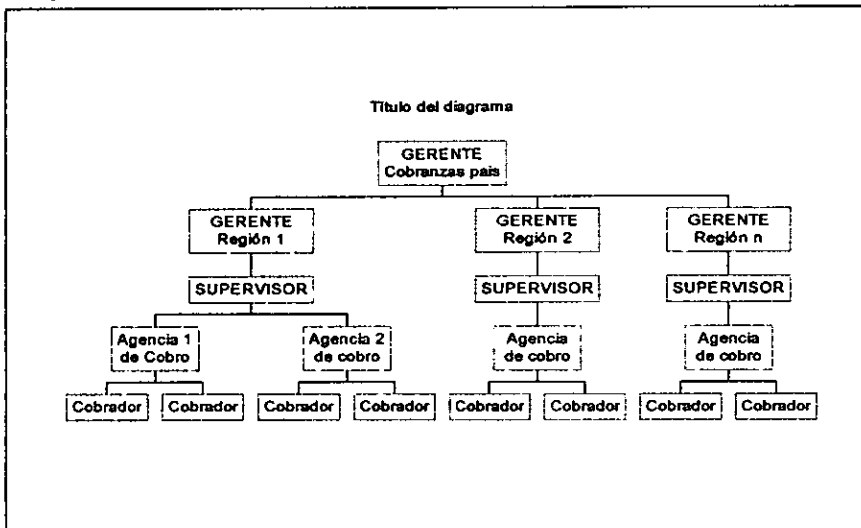 Título del diagrama
GERENTE
Cobranzas pais
GERENTE
Región 1
GERENTE
Región 2
GERENTE
Región n
SUPERVISOR
SUPERVISOR
SUPERVISOR
Agencia 1
de Cobro
Agencia 2
de cobro
Agencia
de cobro
Agencia
de cobro
Cobrador
Cobrador
Cobrador
Cobrador
Cobrador
Cobrador
Cobrador
Cobrador